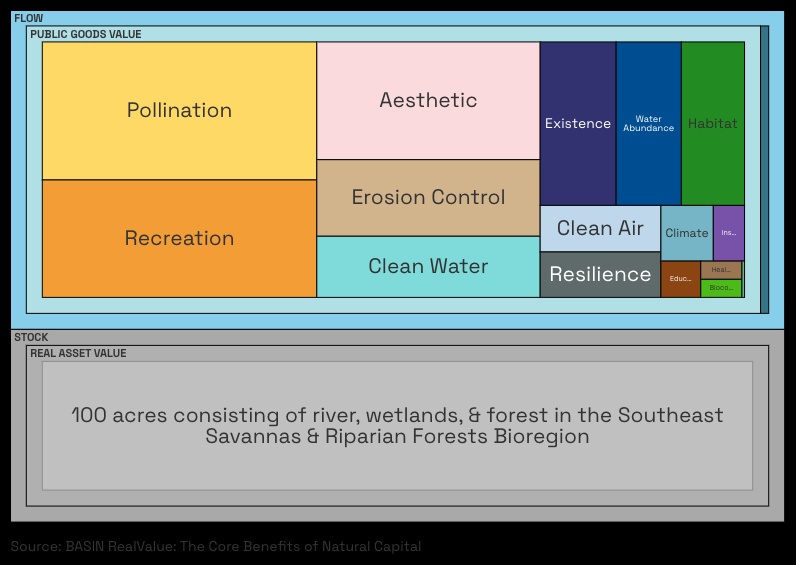 FLOW
PUBLIC GOODS VALUE
Pollination
Aesthetic
Existence
Water
Abundance
Habitat
Recreation
Erosion Control
Clean Water
Clean Air
Climate
Ins...
Resilience
Educ...
Heal...
Bioco...
STOCK
REAL ASSET VALUE
100 acres consisting of river, wetlands, & forest in the Southeast
Savannas & Riparian Forests Bioregion
Source: BASIN RealValue: The Core Benefits of Natural Capital